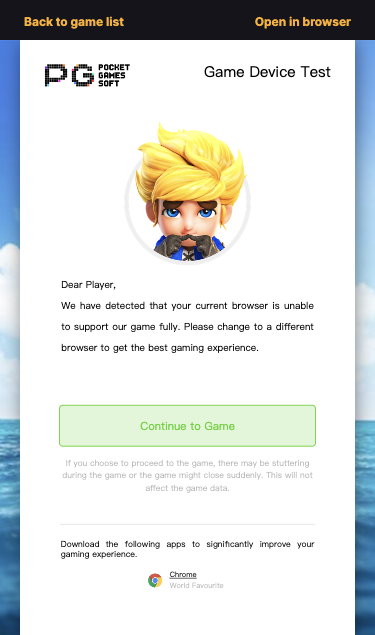 Back to game list
Open in browser
PG POCKET GAMES SOFT
Game Device Test
Dear Player,
We have detected that your current browser is unable
to support our game fully. Please change to a different
browser to get the best gaming experience.
Continue to Game
If you choose to proceed to the game, there may be stuttering
during the game or the game might close suddenly. This will not
affect the game data.
Download the following apps to significantly improve your
gaming experience.
Chrome
World Favourite